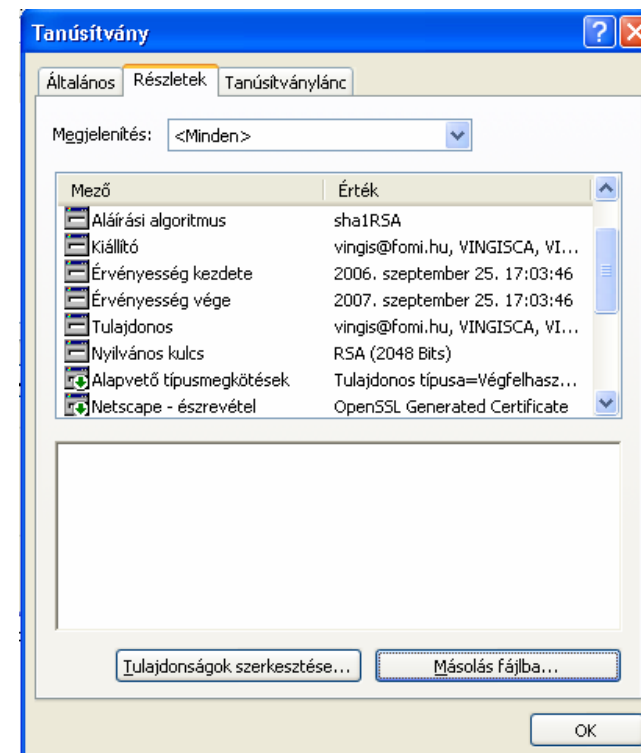 Tanúsítvány
Általános Részletek Tanúsítványlánc
Megjelenítés: <Minden>
Mező Érték
Aláírási algoritmus sha1RSA
Kiállító vingis@fomi.hu, VINGISCA, VI...
Érvényesség kezdete 2006. szeptember 25. 17:03:46
Érvényesség vége 2007. szeptember 25. 17:03:46
Tulajdonos vingis@fomi.hu, VINGISCA, VI...
Nyilvános kulcs RSA (2048 Bits)
Alapvető típusmegkötések Tulajdonos típusa=Végfelhasz...
Netscape - észrevétel OpenSSL Generated Certificate
Tulajdonságok szerkesztése... Másolás fájlba...
OK